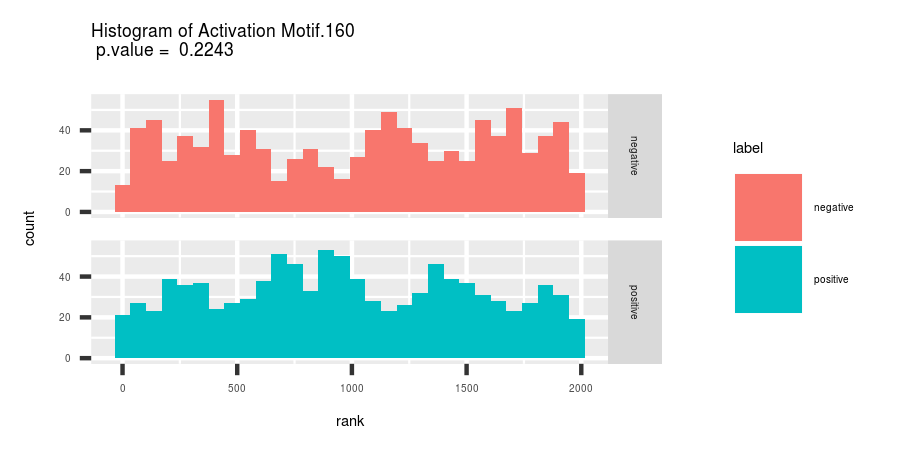 Histogram of Activation Motif.160
p.value = 0.2243
count
40
20
0
negative
40
20
0
positive
0
500
1000
1500
2000
rank
label
negative
positive